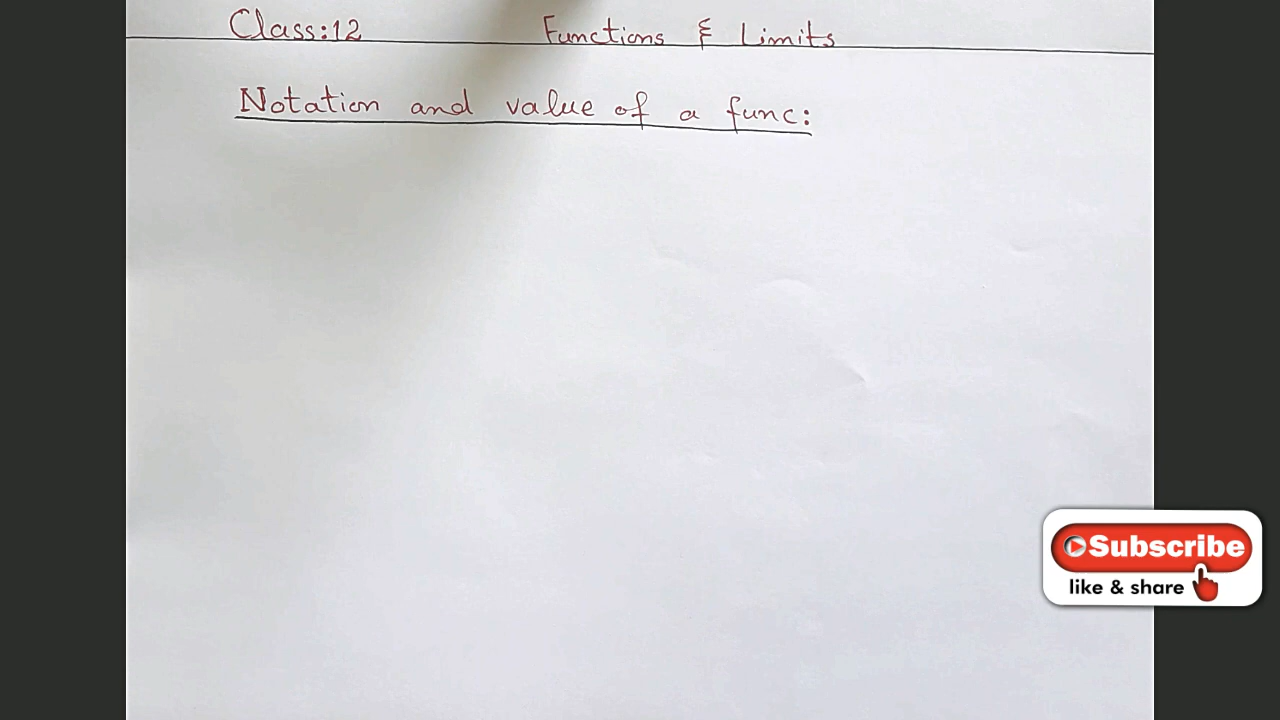 Class:12 Functions & Limits
Notation and value of a func:
Subscribe
like & share